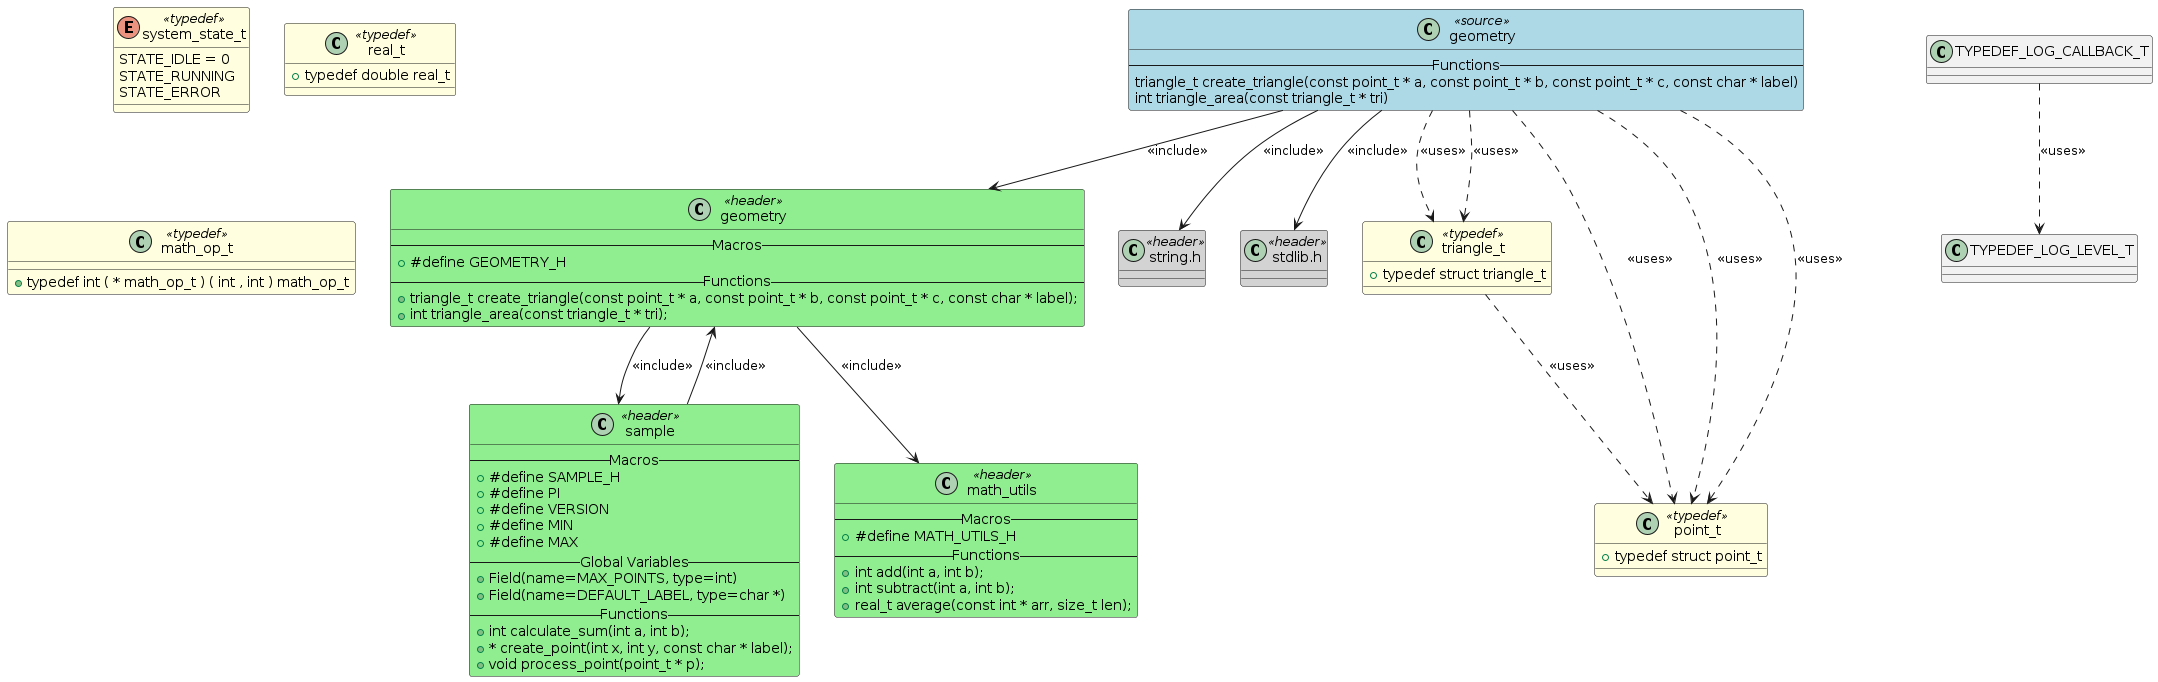 «typedef»
system_state_t
STATE_IDLE = 0
STATE_RUNNING
STATE_ERROR
«typedef»
real_t
typedef double real_t
«source»
geometry
Functions
triangle_t create_triangle(const point_t * a, const point_t * b, const point_t * c, const char * label)
int triangle_area(const triangle_t * tri)
TYPEDEF_LOG_CALLBACK_T
«include»
«include»
«include»
«uses»
«uses»
«uses»
«typedef»
math_op_t
typedef int ( * math_op_t ) ( int , int ) math_op_t
«header»
geometry
Macros
#define GEOMETRY_H
Functions
triangle_t create_triangle(const point_t * a, const point_t * b, const point_t * c, const char * label);
int triangle_area(const triangle_t * tri);
«header»
string.h
«header»
stdlib.h
«typedef»
triangle_t
typedef struct triangle_t
«uses»
«uses»
«uses»
TYPEDEF_LOG_LEVEL_T
«include»
«include»
«include»
«uses»
«header»
sample
Macros
#define SAMPLE_H
#define PI
#define VERSION
#define MIN
#define MAX
Global Variables
Field(name=MAX_POINTS, type=int)
Field(name=DEFAULT_LABEL, type=char *)
Functions
int calculate_sum(int a, int b);
* create_point(int x, int y, const char * label);
void process_point(point_t * p);
«header»
math_utils
Macros
#define MATH_UTILS_H
Functions
int add(int a, int b);
int subtract(int a, int b);
real_t average(const int * arr, size_t len);
«typedef»
point_t
typedef struct point_t